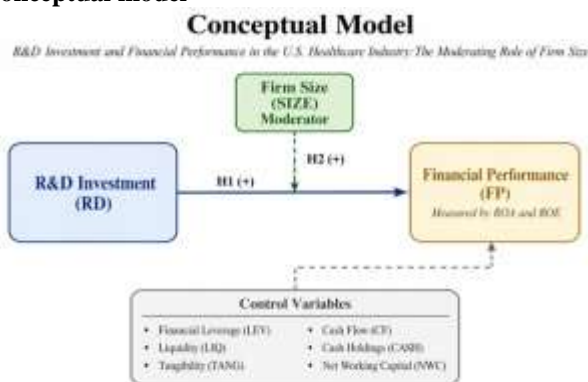 onceptual model
Conceptual Model
R&D Investment and Financial Performance in the U.S. Healthcare Industry: The Moderating Role of Firm Size
Firm Size
(SIZE)
Moderator
H1 (+)
H2 (+)
R&D Investment
(RD)
Financial Performance
(FP)
Measured by ROA and ROE
Control Variables
• Financial Leverage (LEV)
• Liquidity (LIQ)
• Tangibility (TANG)
• Cash Flow (CF)
• Cash Holdings (CASH)
• Net Working Capital (NWC)